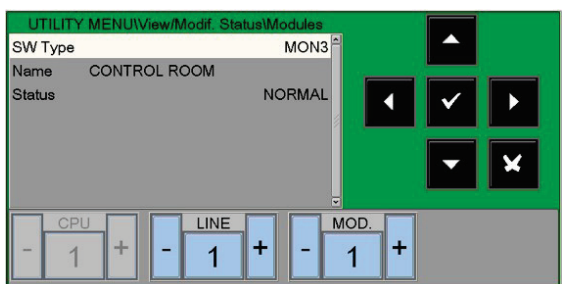 UTILITY MENU\View/Modif. Status\Modules
SW Type MON3
Name CONTROL ROOM
Status NORMAL
CPU LINE MOD.
- 1 + - 1 + - 1 +